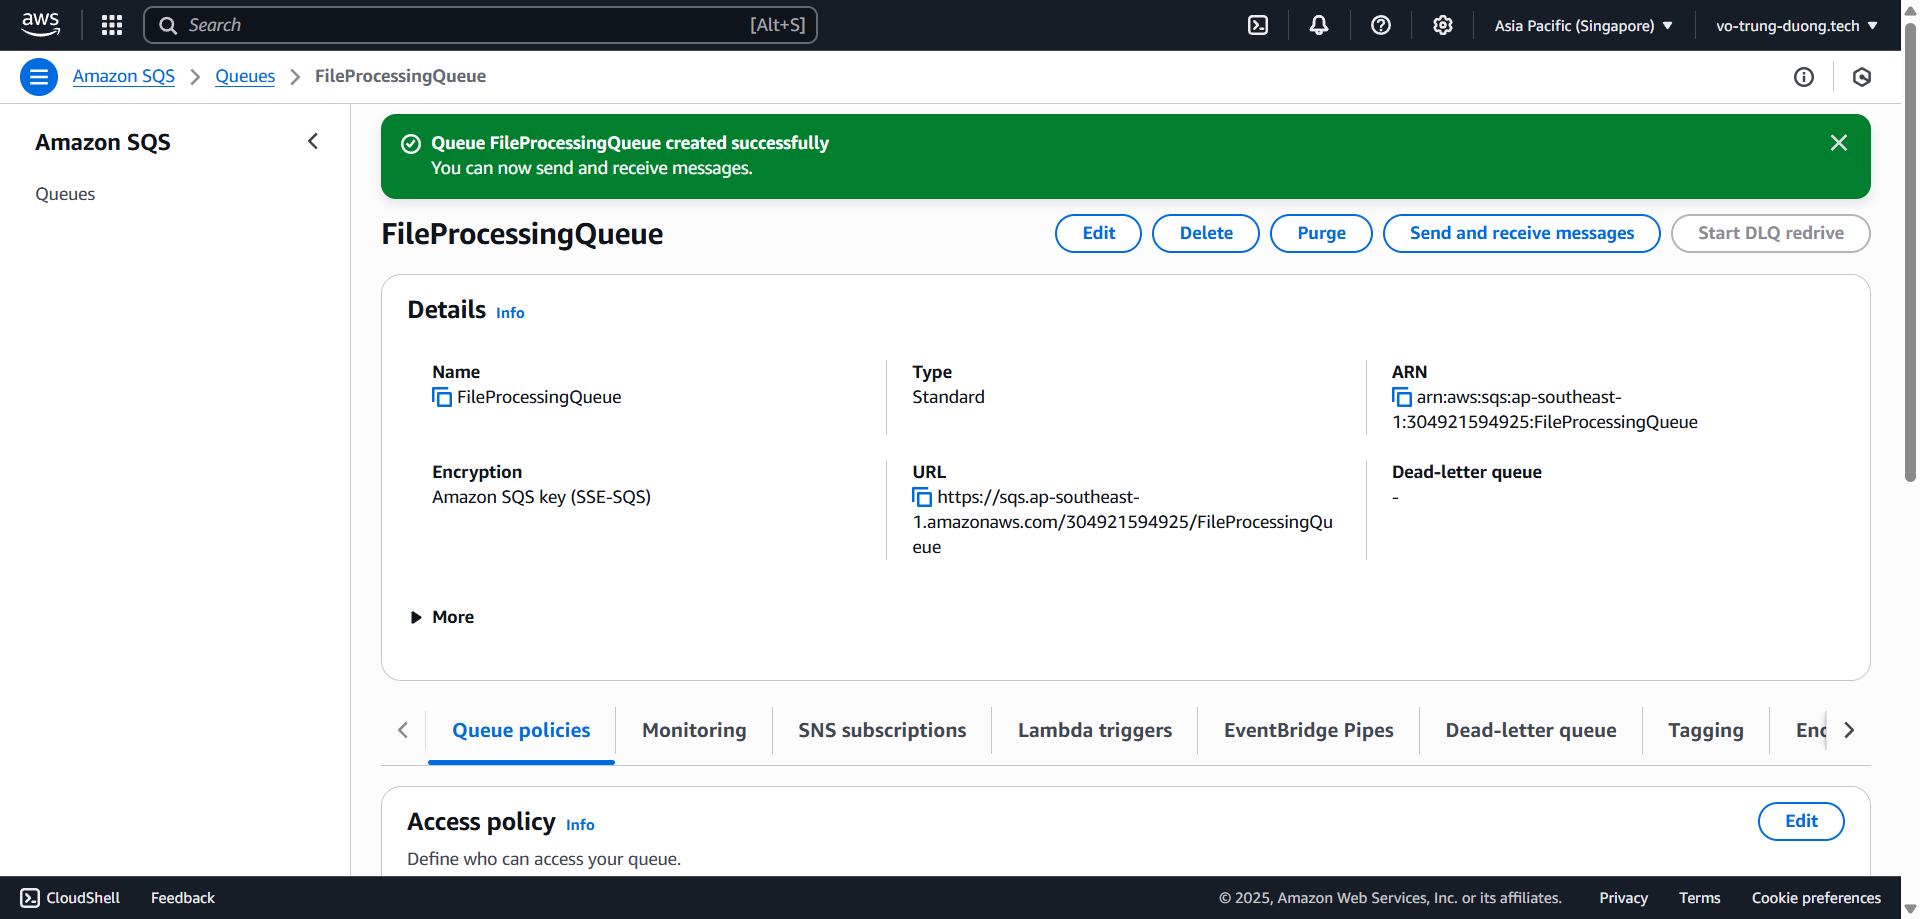 aws
Search
[Alt+S]
Asia Pacific (Singapore)
vo-trung-duong.tech
Amazon SQS
Queues
FileProcessingQueue
Amazon SQS
Queues
Queue FileProcessingQueue created successfully
You can now send and receive messages.
FileProcessingQueue
Edit
Delete
Purge
Send and receive messages
Start DLQ redrive
Details
Info
Name
FileProcessingQueue
Type
Standard
ARN
arn:aws:sqs:ap-southeast-
1:304921594925:FileProcessingQueue
Encryption
Amazon SQS key (SSE-SQS)
URL
https://sqs.ap-southeast-
1.amazonaws.com/304921594925/FileProcessingQu
eue
Dead-letter queue
-
More
Queue policies
Monitoring
SNS subscriptions
Lambda triggers
EventBridge Pipes
Dead-letter queue
Tagging
Access policy
Info
Edit
Define who can access your queue.
CloudShell
Feedback
© 2025, Amazon Web Services, Inc. or its affiliates.
Privacy
Terms
Cookie preferences